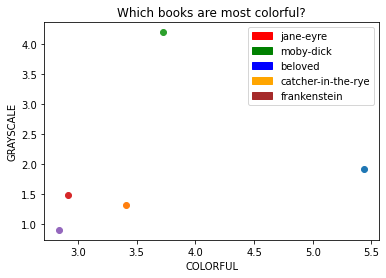 Which books are most colorful?
jane-eyre
moby-dick
beloved
catcher-in-the-rye
frankenstein
GRAYSCALE
4.0
3.5
3.0
2.5
2.0
1.5
1.0
3.0 3.5 4.0 4.5 5.0 5.5
COLORFUL